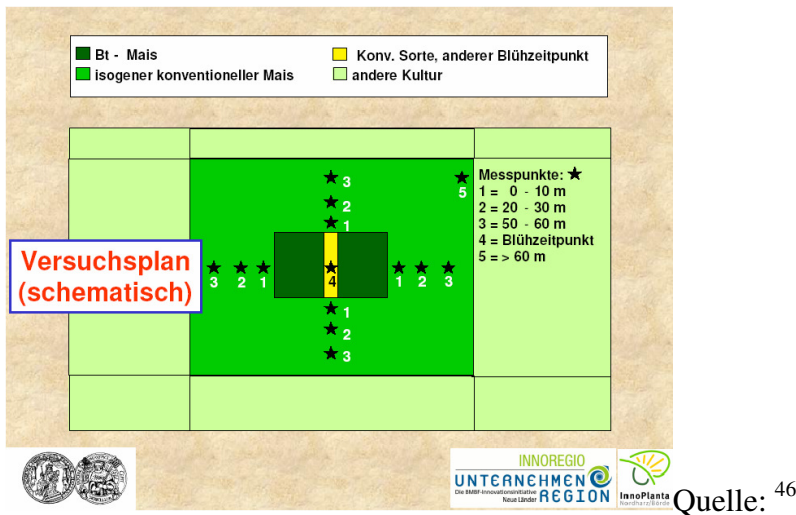 Bt - Mais
Konv. Sorte, anderer Blühzeitpunkt
isogener konventioneller Mais
andere Kultur
Messpunkte: ★
1 = 0 - 10 m
2 = 20 - 30 m
3 = 50 - 60 m
4 = Blühzeitpunkt
5 = > 60 m
3
5
2
1
Versuchsplan
(schematisch)
3 2 1 4 1 2 3
1
2
3
INNOREGIO
UNTERNEHMEN
Die BMBF-Innovationsinitiative
Neue Länder
REGION
InnoPlanta
Nordharz/Börde
Quelle: 46